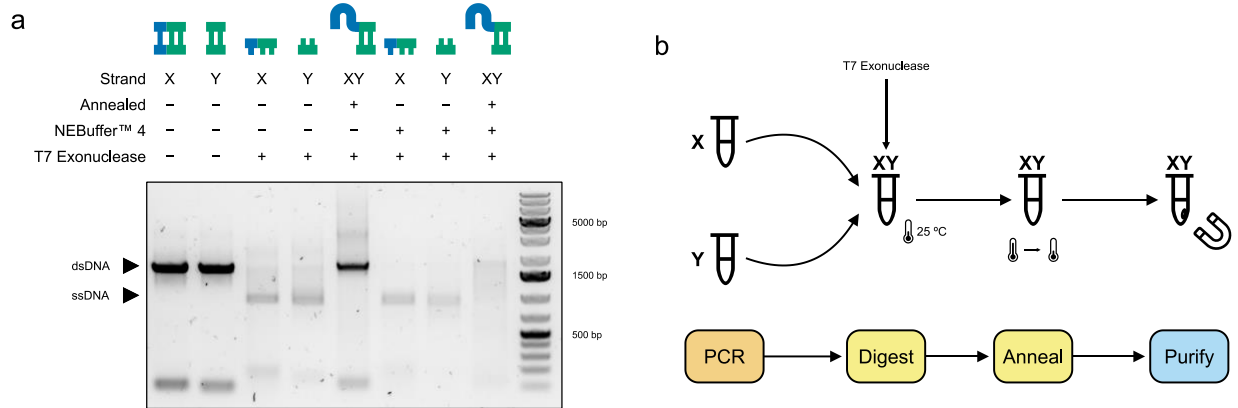 a
Strand X Y X Y XY X Y XY
Annealed – – – – + – – +
NEBuffer™ 4 – – – – – + + +
T7 Exonuclease – – + + + + + +
dsDNA
ssDNA
5000 bp
1500 bp
500 bp
b
T7 Exonuclease
X
Y
XY
XY
XY
25 ºC
PCR
Digest
Anneal
Purify